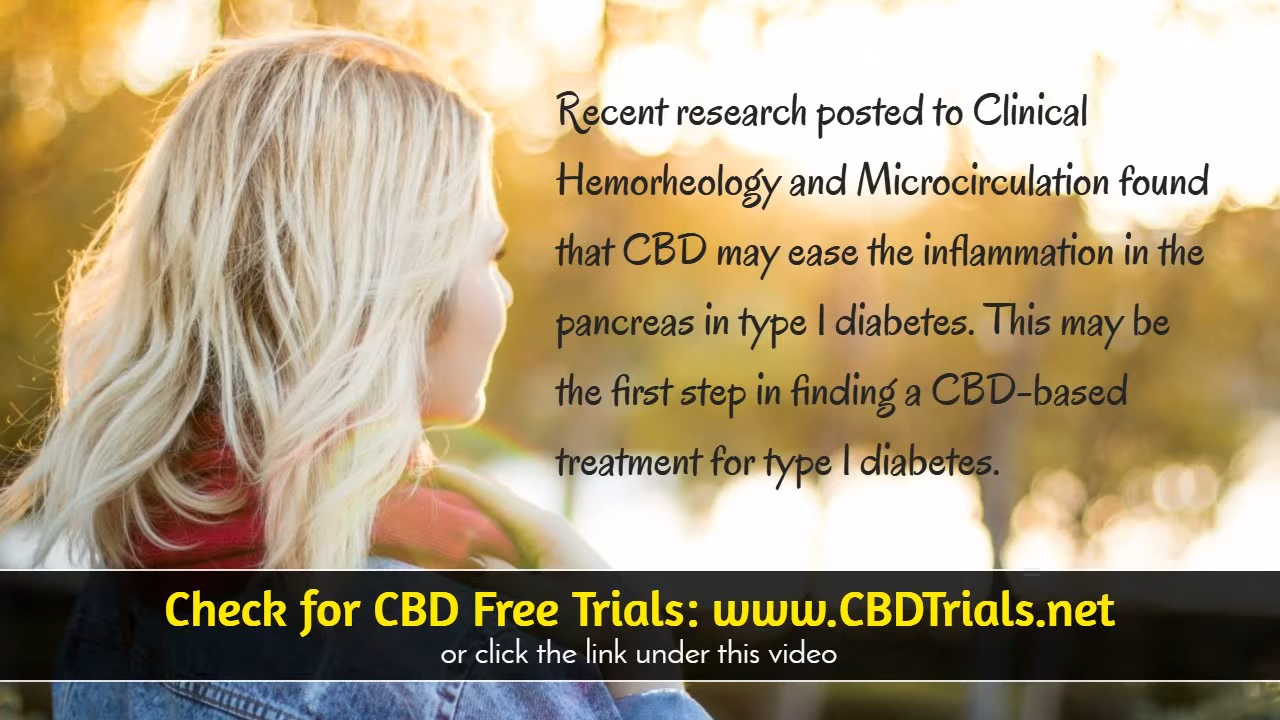 Recent research posted to Clinical
Hemorheology and Microcirculation found
that CBD may ease the inflammation in the
pancreas in type 1 diabetes. This may be
the first step in finding a CBD-based
treatment for type 1 diabetes.
Check for CBD Free Trials: www.CBDTrials.net
or click the link under this video